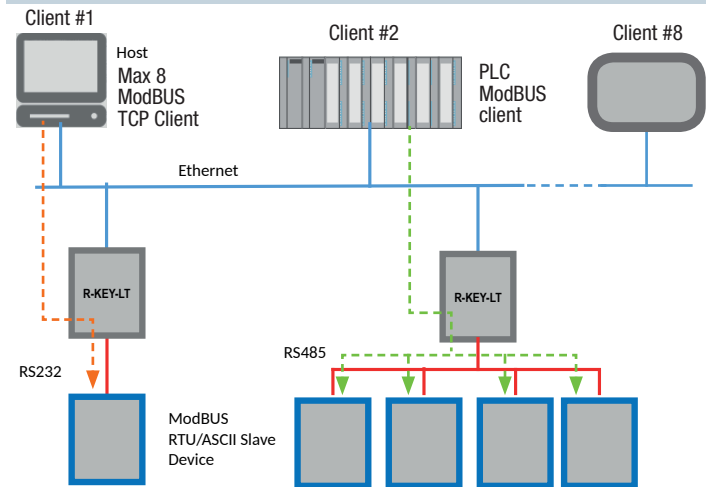 Client #1
Client #2
Client #8
Host
Max 8
ModBUS
TCP Client
PLC
ModBUS
client
Ethernet
R-KEY-LT
R-KEY-LT
RS232
RS485
ModBUS
RTU/ASCII Slave
Device